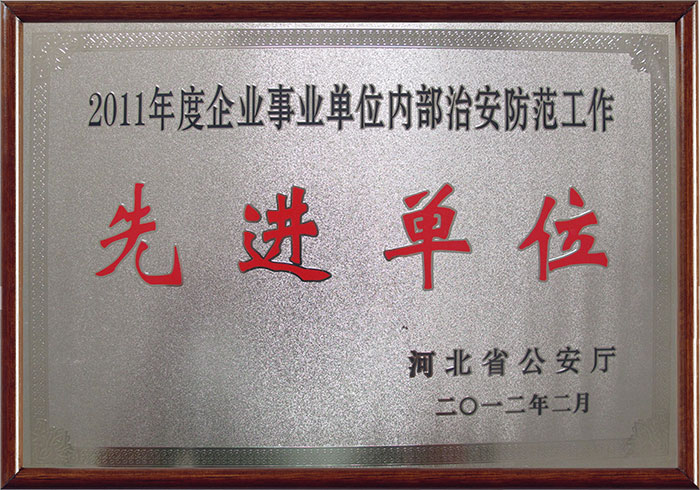 2011年度企业事业单位内部治安防范工作
先进单位
河北省公安厅
二〇一二年二月